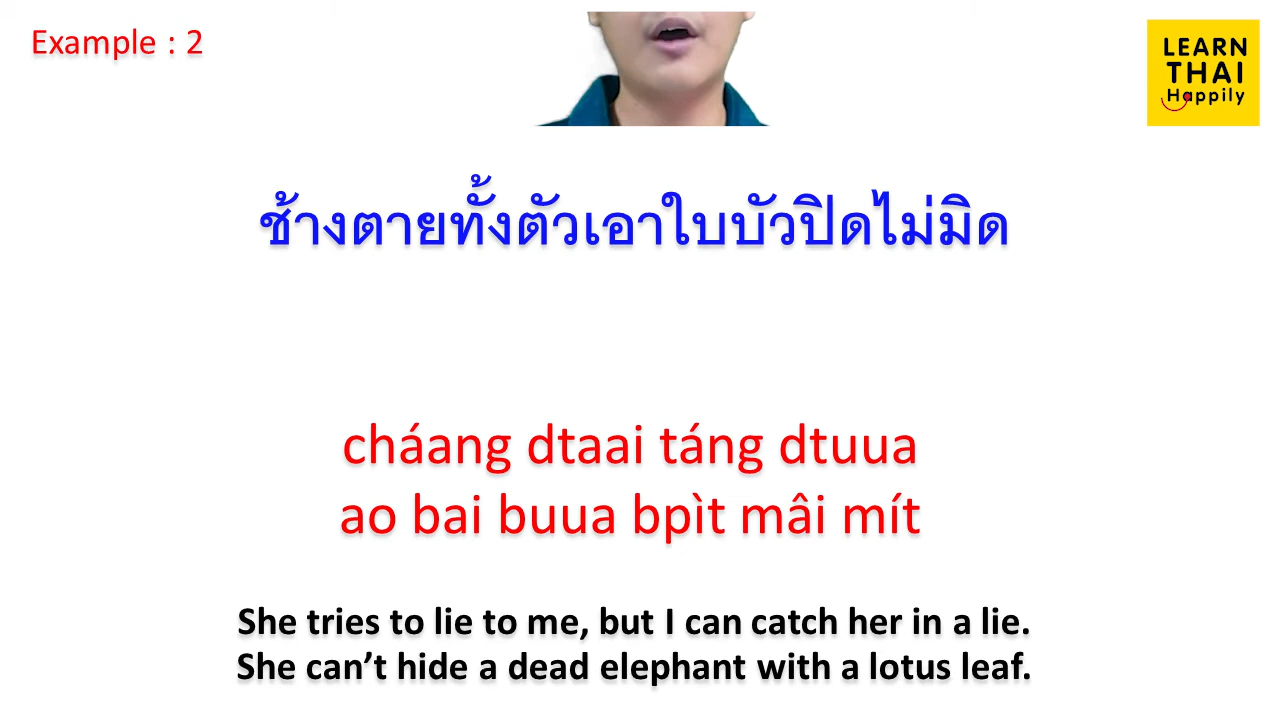 Example : 2
LEARN
THAI
Happily
ช้างตายทั้งตัวเอาใบบัวปิดไม่มิด
cháang dtaai táng dtuua
ao bai buua bpìt mâi mít
She tries to lie to me, but I can catch her in a lie.
She can’t hide a dead elephant with a lotus leaf.